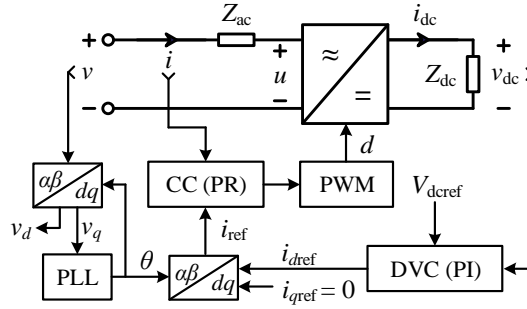 Z_ac
i_dc
+
+
+
v
i
u
≈
=
Z_dc
v_dc
−
−
−
d
αβ
dq
CC (PR)
PWM
V_dcref
v_d
v_q
i_ref
PLL
θ
αβ
dq
i_dref
i_qref = 0
DVC (PI)